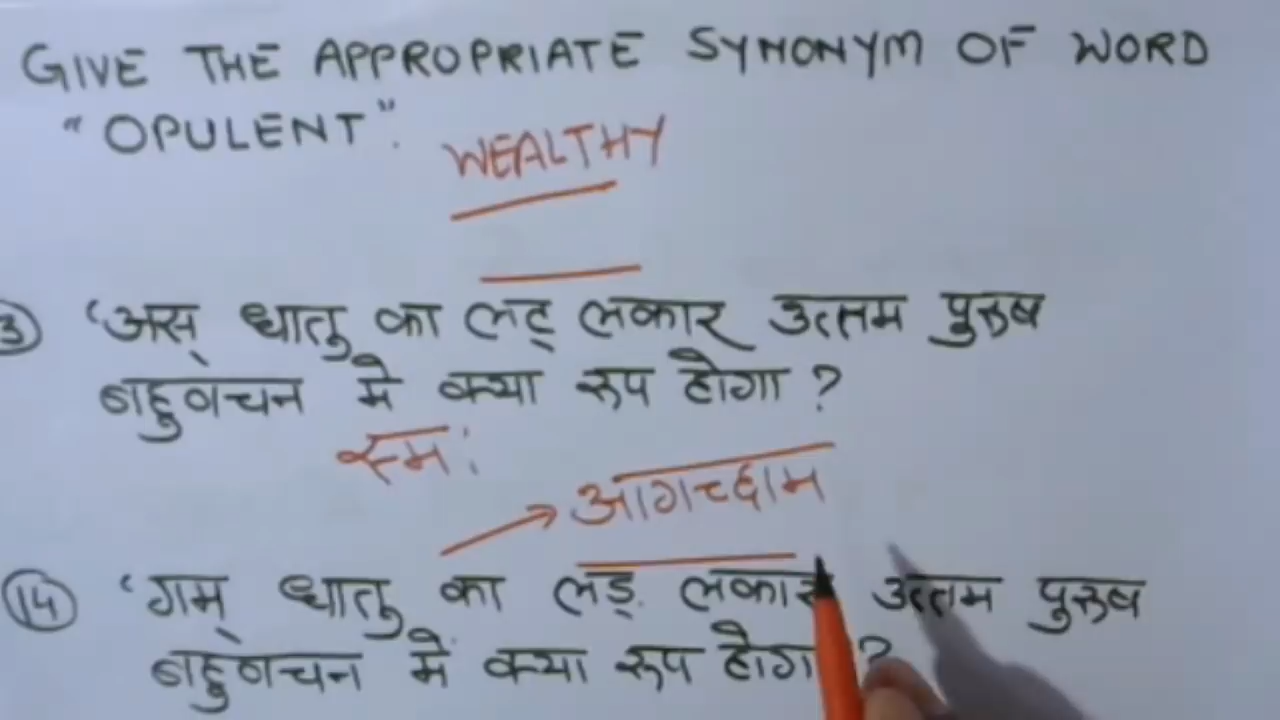 GIVE THE APPROPRIATE SYNONYM OF WORD
"OPULENT".
WEALTHY
3) 'अस् धातु का लट् लकार उत्तम पुरुष
बहुवचन मे क्या रूप होगा ?
स्म:
→ आगच्छाम
(14) 'गम् धातु का लड़्. लकार उत्तम पुरुष
बहुवचन में क्या रूप होगा ?